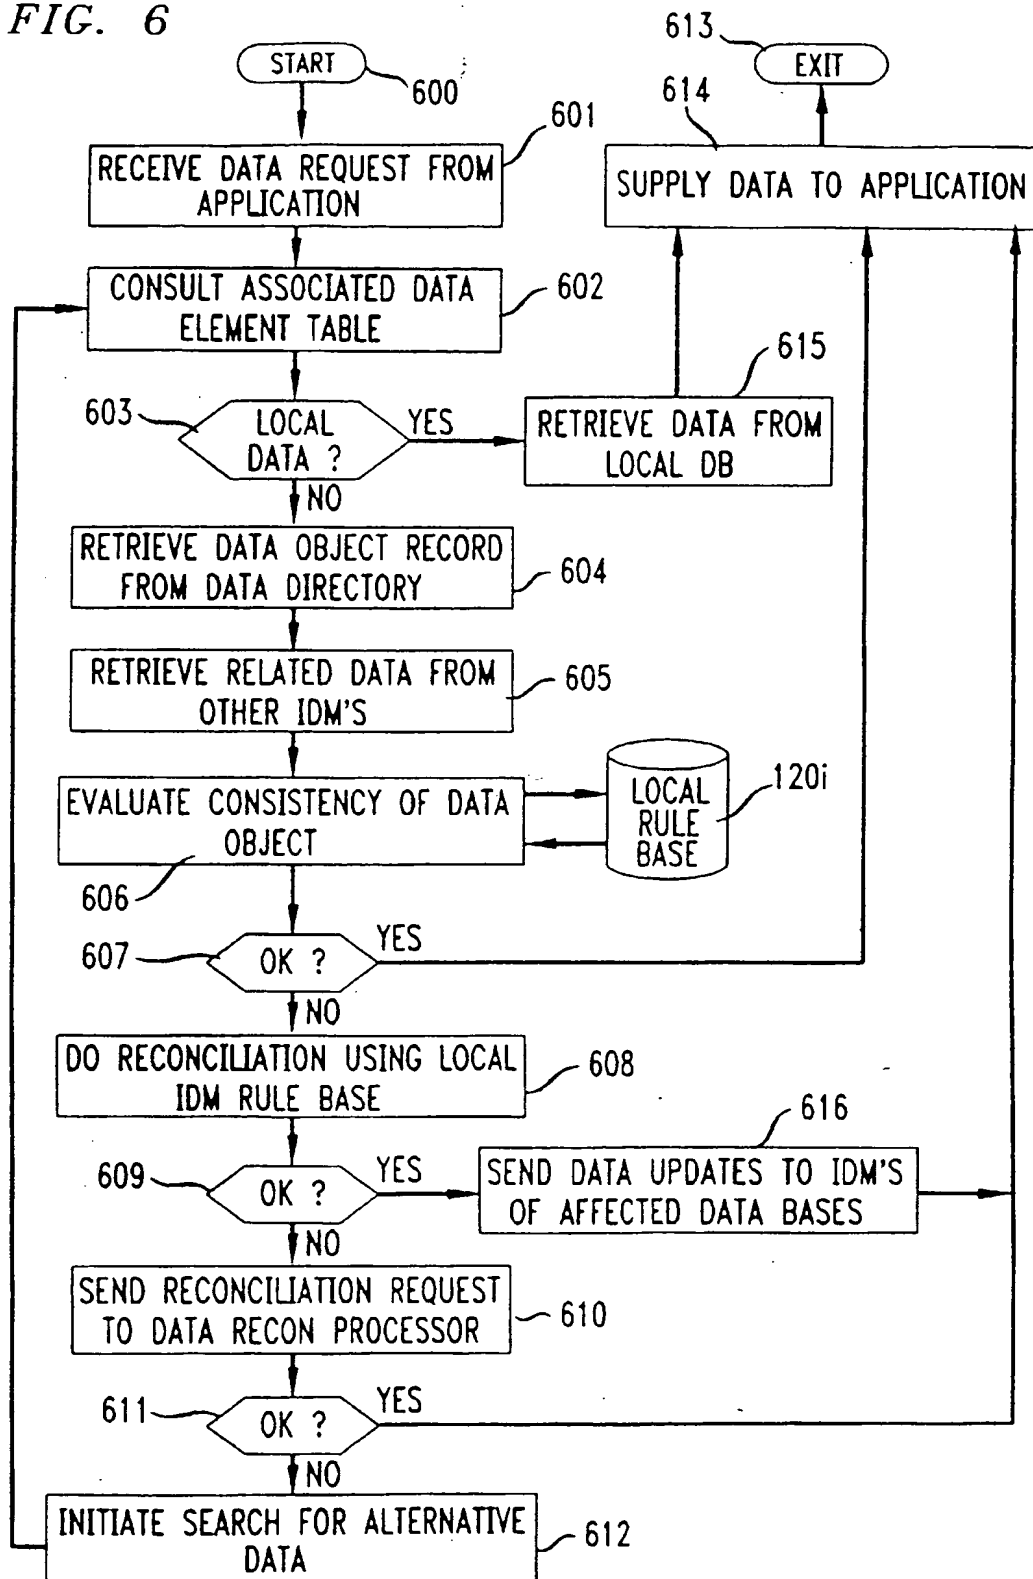 FIG. 6
START
600
613
EXIT
614
601
RECEIVE DATA REQUEST FROM
APPLICATION
SUPPLY DATA TO APPLICATION
CONSULT ASSOCIATED DATA
ELEMENT TABLE
602
615
603
LOCAL
DATA ?
YES
RETRIEVE DATA FROM
LOCAL DB
NO
RETRIEVE DATA OBJECT RECORD
FROM DATA DIRECTORY
604
RETRIEVE RELATED DATA FROM
OTHER IDM'S
605
EVALUATE CONSISTENCY OF DATA
OBJECT
606
LOCAL
RULE
BASE
120i
607
OK ?
YES
NO
DO RECONCILIATION USING LOCAL
IDM RULE BASE
608
616
609
OK ?
YES
SEND DATA UPDATES TO IDM'S
OF AFFECTED DATA BASES
NO
SEND RECONCILIATION REQUEST
TO DATA RECON PROCESSOR
610
611
OK ?
YES
NO
INITIATE SEARCH FOR ALTERNATIVE
DATA
612